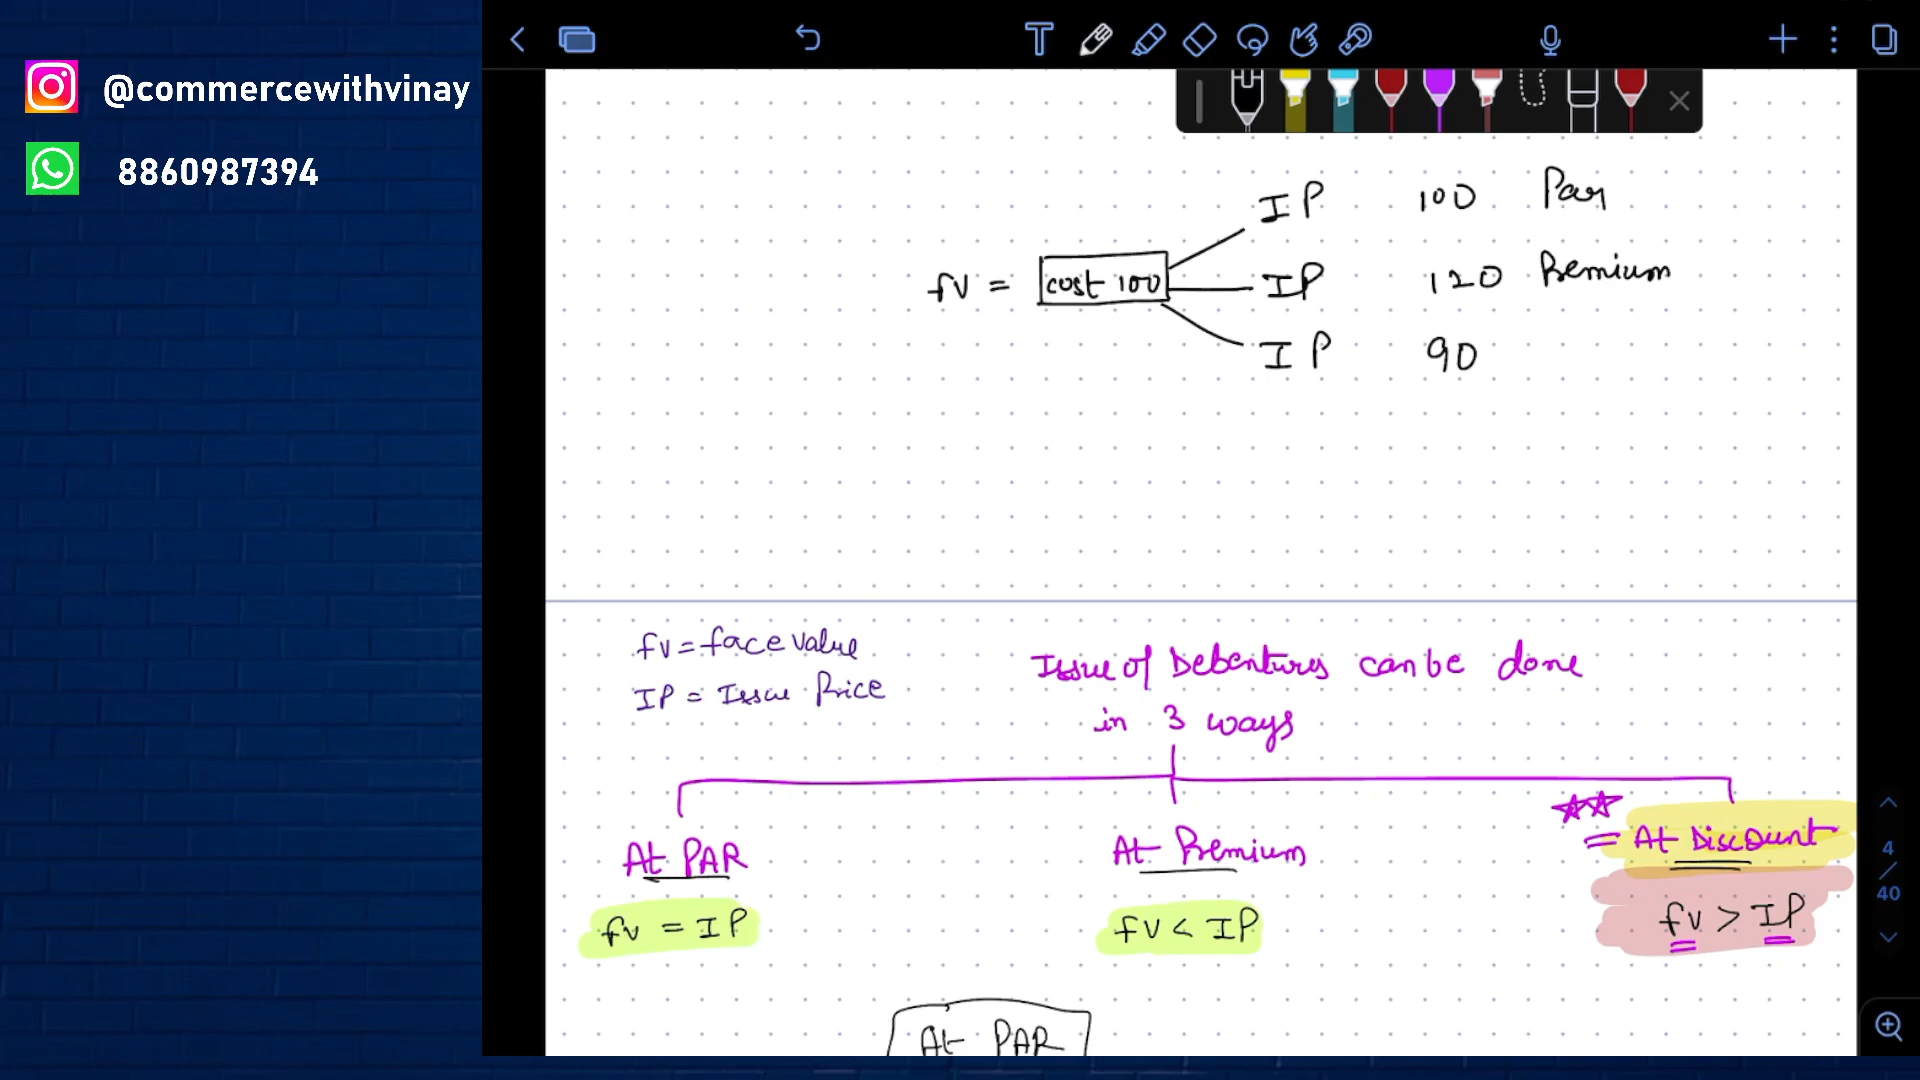 @commercewithvinay
8860987394
IP 100 Par
fv = cost 100 IP 120 Premium
IP 90
fv = face value
IP = Issue Price
Issue of Debentures can be done
in 3 ways
At PAR
At Premium
= At Discount
fv = IP
fv < IP
fv > IP
At PAR
4
/
40